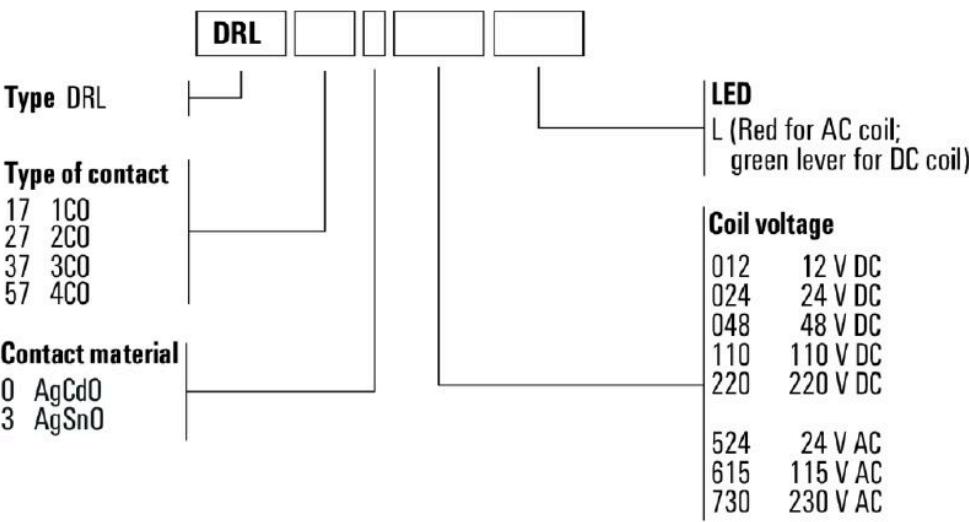 DRL
Type DRL
Type of contact
17 1CO
27 2CO
37 3CO
57 4CO
Contact material
0 AgCdO
3 AgSnO
LED
L (Red for AC coil;
green lever for DC coil)
Coil voltage
012 12 V DC
024 24 V DC
048 48 V DC
110 110 V DC
220 220 V DC
524 24 V AC
615 115 V AC
730 230 V AC